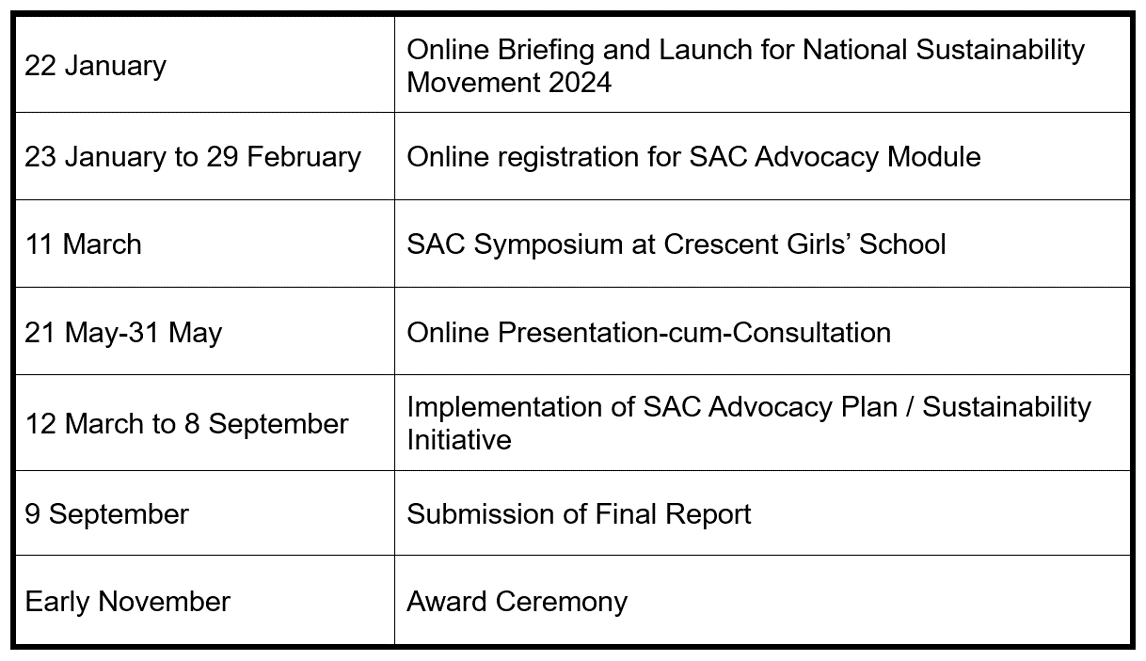 22 January
Online Briefing and Launch for National Sustainability
Movement 2024
23 January to 29 February
Online registration for SAC Advocacy Module
11 March
SAC Symposium at Crescent Girls’ School
21 May-31 May
Online Presentation-cum-Consultation
12 March to 8 September
Implementation of SAC Advocacy Plan / Sustainability
Initiative
9 September
Submission of Final Report
Early November
Award Ceremony